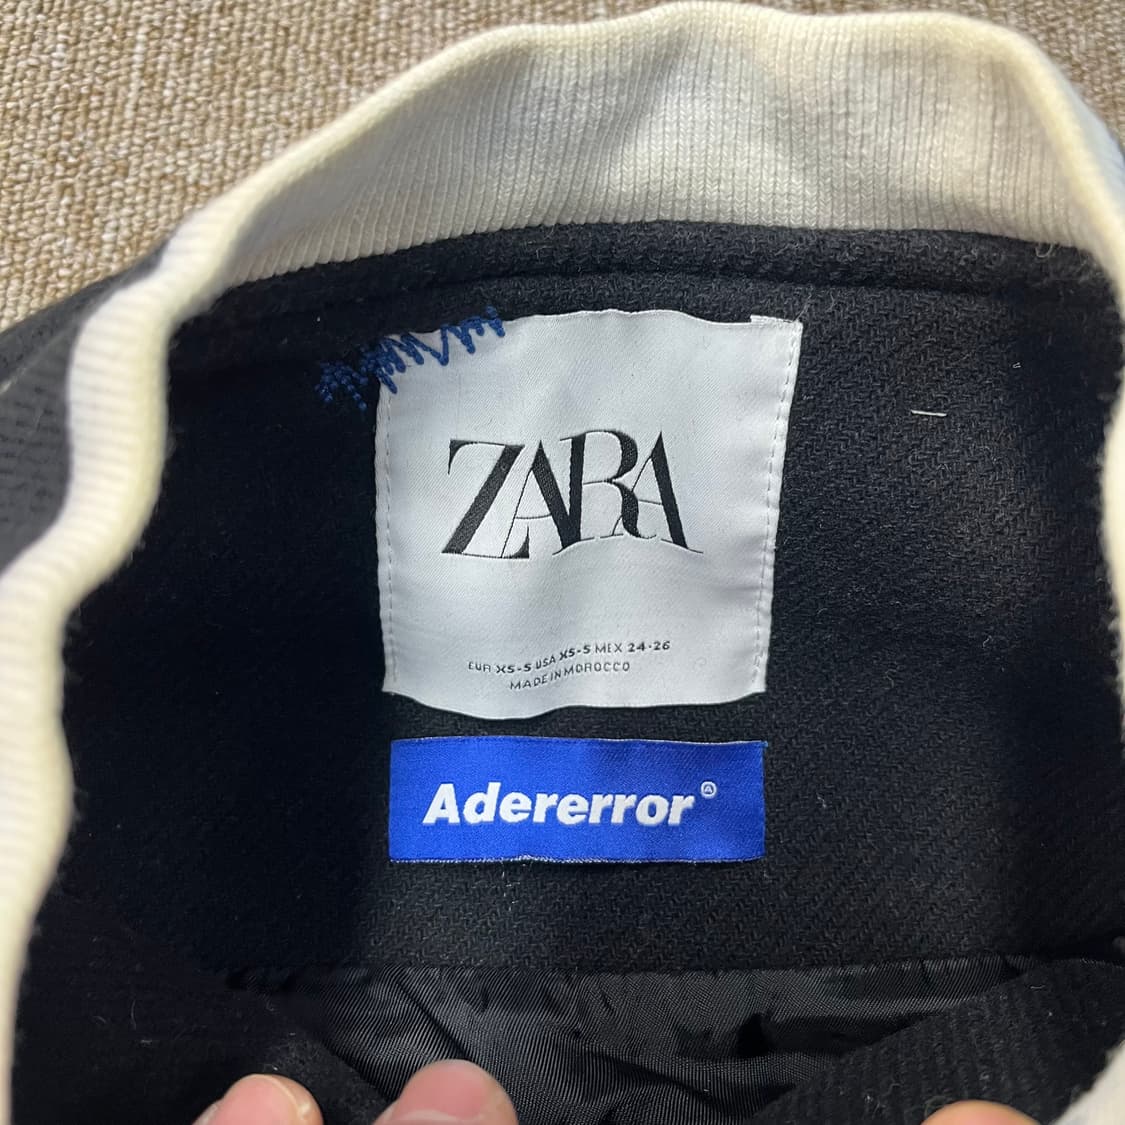 ZARA
EUR XS-S USA XS-S MEX 24-26
MADE IN MOROCCO
Adererror®